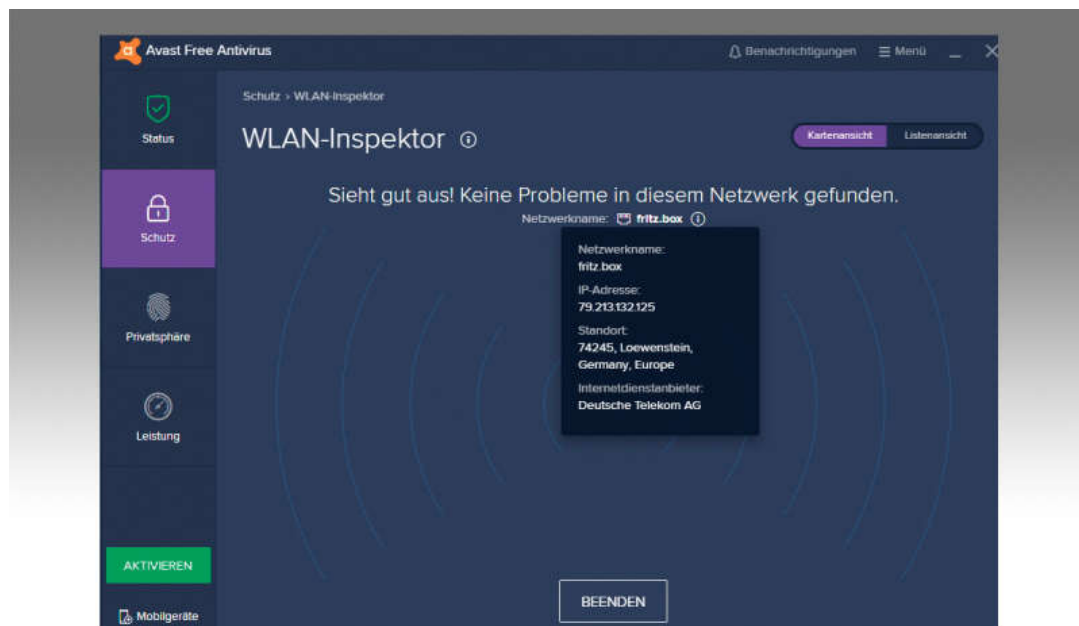 Avast Free Antivirus
Benachrichtigungen
Menü
Status
Schutz
Privatsphäre
Leistung
AKTIVIEREN
Mobilgeräte
Schutz › WLAN-Inspektor
WLAN-Inspektor
Kartenansicht
Listenansicht
Sieht gut aus! Keine Probleme in diesem Netzwerk gefunden.
Netzwerkname: fritz.box
Netzwerkname:
fritz.box
IP-Adresse:
79.213.132.125
Standort:
74245, Loewenstein,
Germany, Europe
Internetdienstanbieter:
Deutsche Telekom AG
BEENDEN